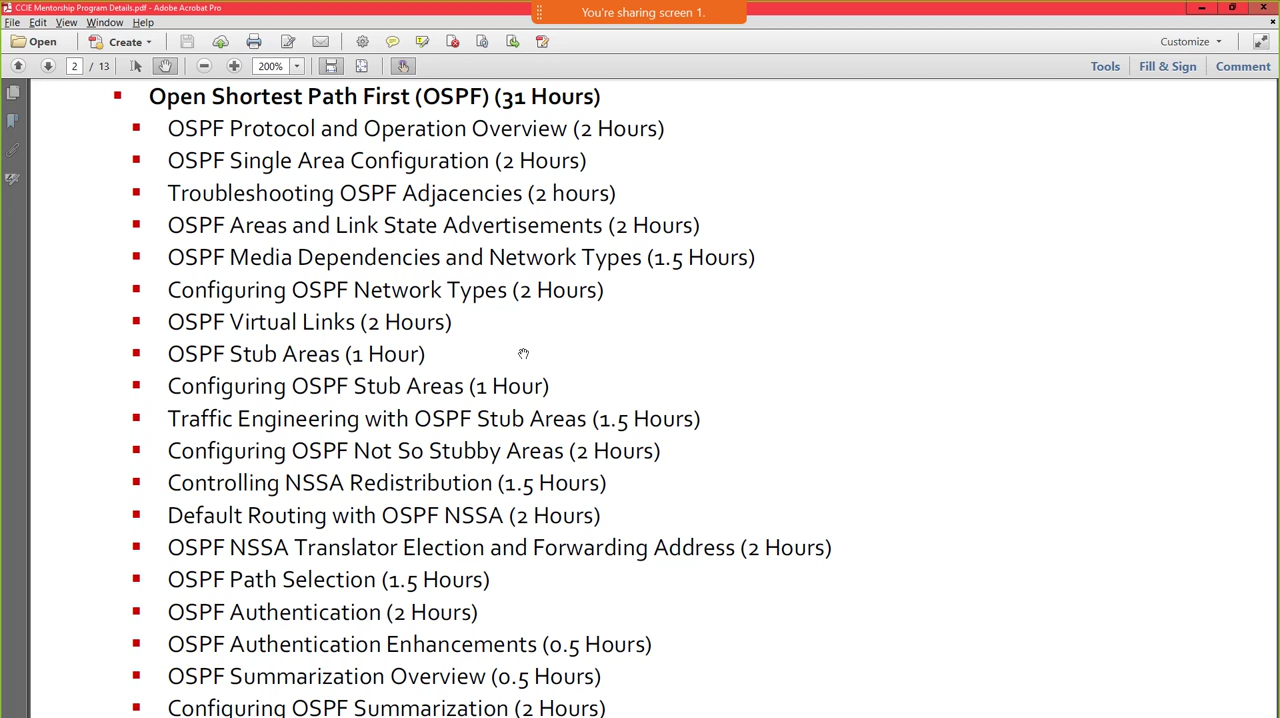 CCIE Mentorship Program Details.pdf - Adobe Acrobat Pro
You're sharing screen 1.
File Edit View Window Help
Open Create Customize
2 / 13 200% Tools Fill & Sign Comment
Open Shortest Path First (OSPF) (31 Hours)
OSPF Protocol and Operation Overview (2 Hours)
OSPF Single Area Configuration (2 Hours)
Troubleshooting OSPF Adjacencies (2 hours)
OSPF Areas and Link State Advertisements (2 Hours)
OSPF Media Dependencies and Network Types (1.5 Hours)
Configuring OSPF Network Types (2 Hours)
OSPF Virtual Links (2 Hours)
OSPF Stub Areas (1 Hour)
Configuring OSPF Stub Areas (1 Hour)
Traffic Engineering with OSPF Stub Areas (1.5 Hours)
Configuring OSPF Not So Stubby Areas (2 Hours)
Controlling NSSA Redistribution (1.5 Hours)
Default Routing with OSPF NSSA (2 Hours)
OSPF NSSA Translator Election and Forwarding Address (2 Hours)
OSPF Path Selection (1.5 Hours)
OSPF Authentication (2 Hours)
OSPF Authentication Enhancements (0.5 Hours)
OSPF Summarization Overview (0.5 Hours)
Configuring OSPF Summarization (2 Hours)